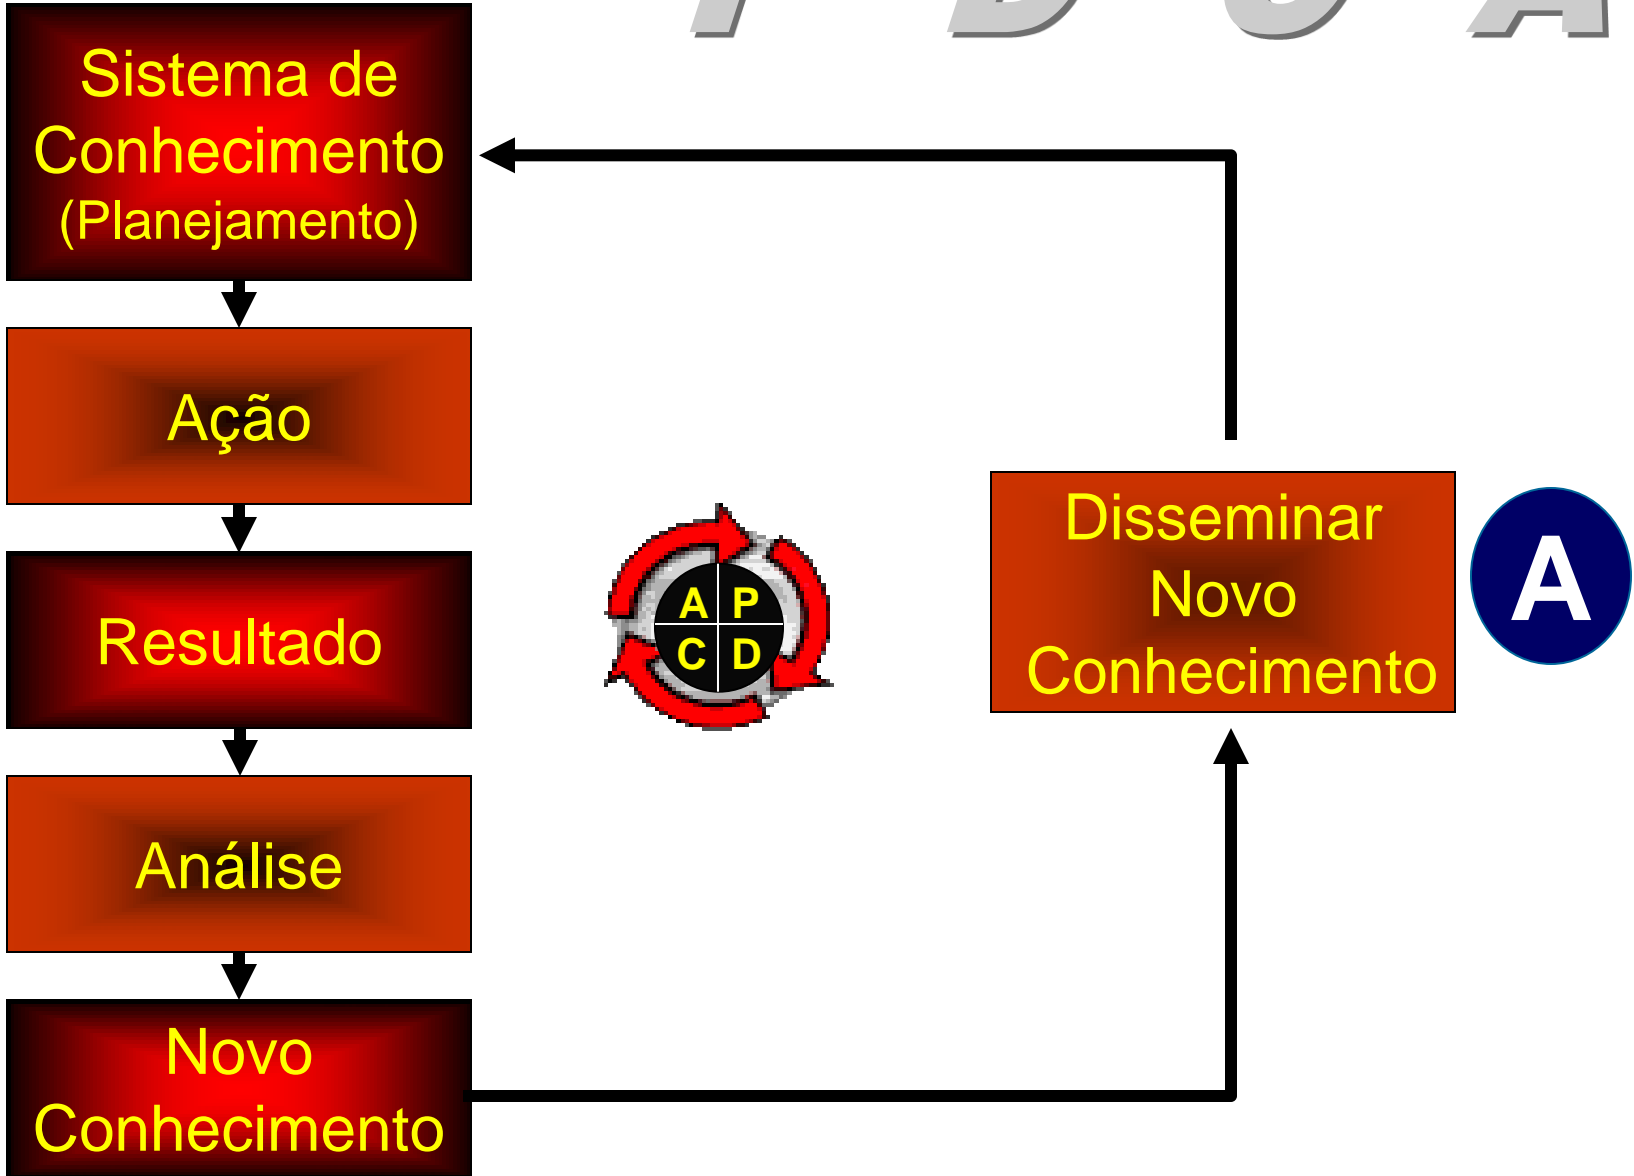 P D C A
Sistema de
Conhecimento
(Planejamento)
Ação
Resultado
Análise
Novo
Conhecimento
A P
C D
Disseminar
Novo
Conhecimento
A